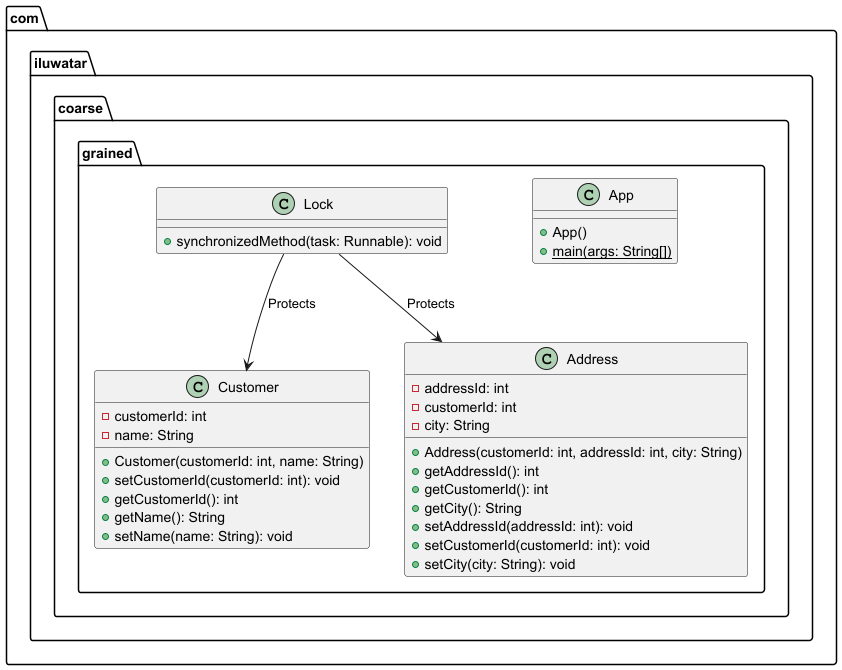 com
iluwatar
coarse
grained
C Lock
synchronizedMethod(task: Runnable): void
C App
App()
main(args: String[])
Protects
Protects
C Customer
customerId: int
name: String
Customer(customerId: int, name: String)
setCustomerId(customerId: int): void
getCustomerId(): int
getName(): String
setName(name: String): void
C Address
addressId: int
customerId: int
city: String
Address(customerId: int, addressId: int, city: String)
getAddressId(): int
getCustomerId(): int
getCity(): String
setAddressId(addressId: int): void
setCustomerId(customerId: int): void
setCity(city: String): void